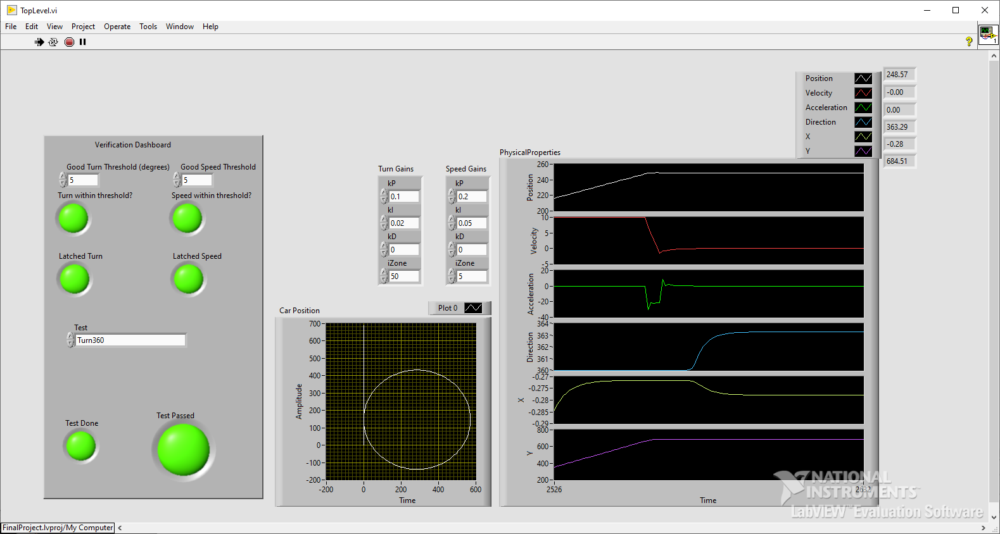 TopLevel.vi
File Edit View Project Operate Tools Window Help
?
1
Position 248.57
Velocity -0.00
Acceleration 0.00
Direction 363.29
X -0.28
Y 684.51
Verification Dashboard
Good Turn Threshold (degrees) Good Speed Threshold
5 5
Turn within threshold? Speed within threshold?
Latched Turn Latched Speed
Test
Turn360
Test Done
Test Passed
Turn Gains
kP
0.1
kI
0.02
kD
0
iZone
50
Speed Gains
kP
0.2
kI
0.05
kD
0
iZone
5
Car Position
Plot 0
Amplitude
700
600
500
400
300
200
100
0
-100
-200
-200 0 200 400 600
Time
PhysicalProperties
Position
260
240
220
200
Velocity
10
5
0
-5
Acceleration
20
0
-20
-40
Direction
364
363
362
361
360
X
-0.27
-0.275
-0.28
-0.285
-0.29
Y
800
600
400
200
2526 2632
Time
NATIONAL INSTRUMENTS
LabVIEW™ Evaluation Software
FinalProject.lvproj/My Computer